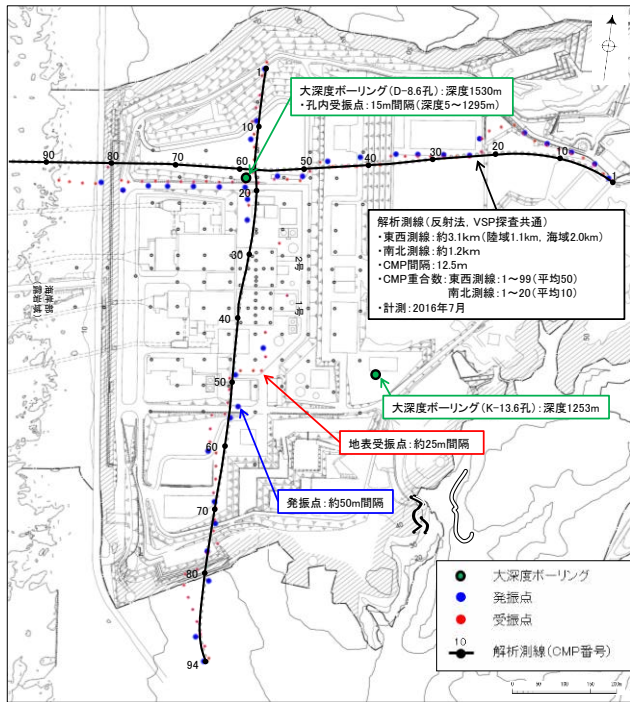 大深度ボーリング(D-8.6孔):深度1530m
・孔内受振点:15m間隔(深度5～1295m)
1
10
90
80
70
60
50
40
30
20
10
1
20
解析測線(反射法, VSP探査共通)
・東西測線:約3.1km(陸域1.1km, 海域2.0km)
・南北測線:約1.2km
・CMP間隔:12.5m
・CMP重合数:東西測線:1～99(平均50)
南北測線:1～20(平均10)
・計測:2016年7月
30
2号
海岸部
(露岩域)
1号
40
50
大深度ボーリング(K-13.6孔):深度1253m
地表受振点:約25m間隔
60
発振点:約50m間隔
70
80
94
大深度ボーリング
発振点
受振点
10
解析測線(CMP番号)